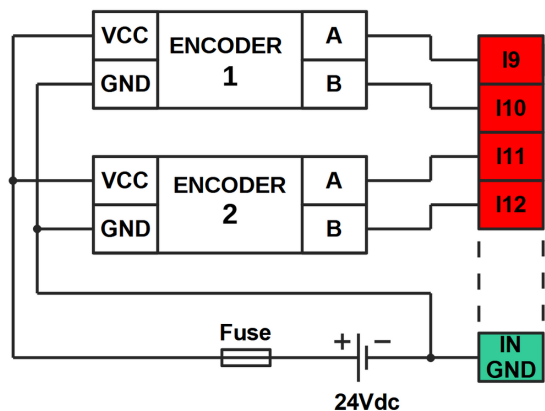 VCC
ENCODER
1
A
GND
B
I9
I10
VCC
ENCODER
2
A
GND
B
I11
I12
Fuse
+
−
24Vdc
IN
GND